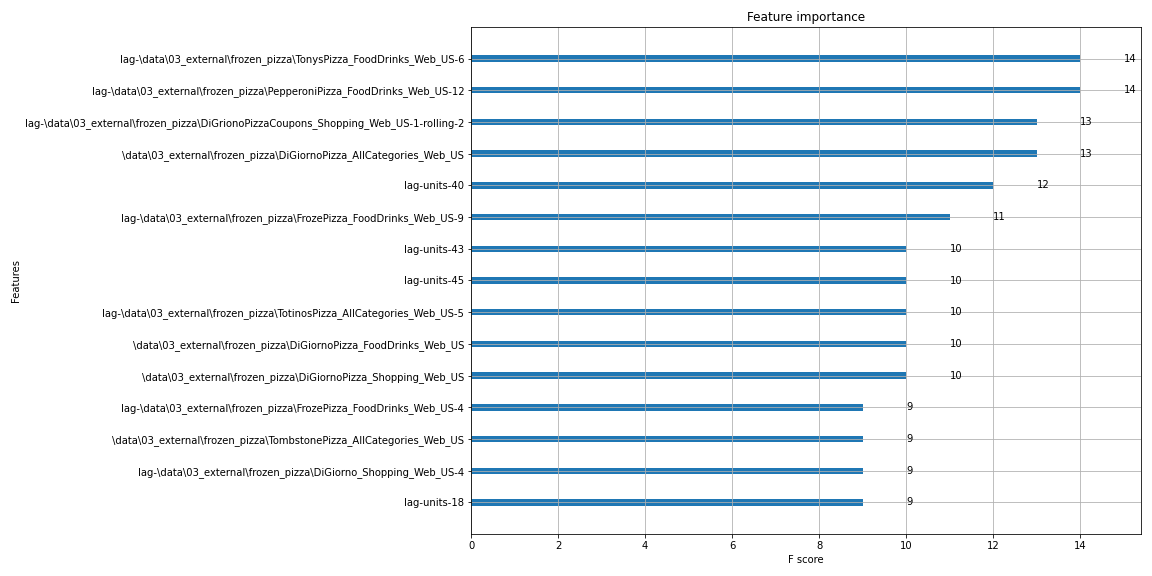 Feature importance
lag-\data\03_external\frozen_pizza\TonysPizza_FoodDrinks_Web_US-6 14
lag-\data\03_external\frozen_pizza\PepperoniPizza_FoodDrinks_Web_US-12 14
lag-\data\03_external\frozen_pizza\DiGrionoPizzaCoupons_Shopping_Web_US-1-rolling-2 13
\data\03_external\frozen_pizza\DiGiornoPizza_AllCategories_Web_US 13
lag-units-40 12
lag-\data\03_external\frozen_pizza\FrozePizza_FoodDrinks_Web_US-9 11
lag-units-43 10
lag-units-45 10
lag-\data\03_external\frozen_pizza\TotinosPizza_AllCategories_Web_US-5 10
\data\03_external\frozen_pizza\DiGiornoPizza_FoodDrinks_Web_US 10
\data\03_external\frozen_pizza\DiGiornoPizza_Shopping_Web_US 10
lag-\data\03_external\frozen_pizza\FrozePizza_FoodDrinks_Web_US-4 9
\data\03_external\frozen_pizza\TombstonePizza_AllCategories_Web_US 9
lag-\data\03_external\frozen_pizza\DiGiorno_Shopping_Web_US-4 9
lag-units-18 9
Features
0 2 4 6 8 10 12 14
F score